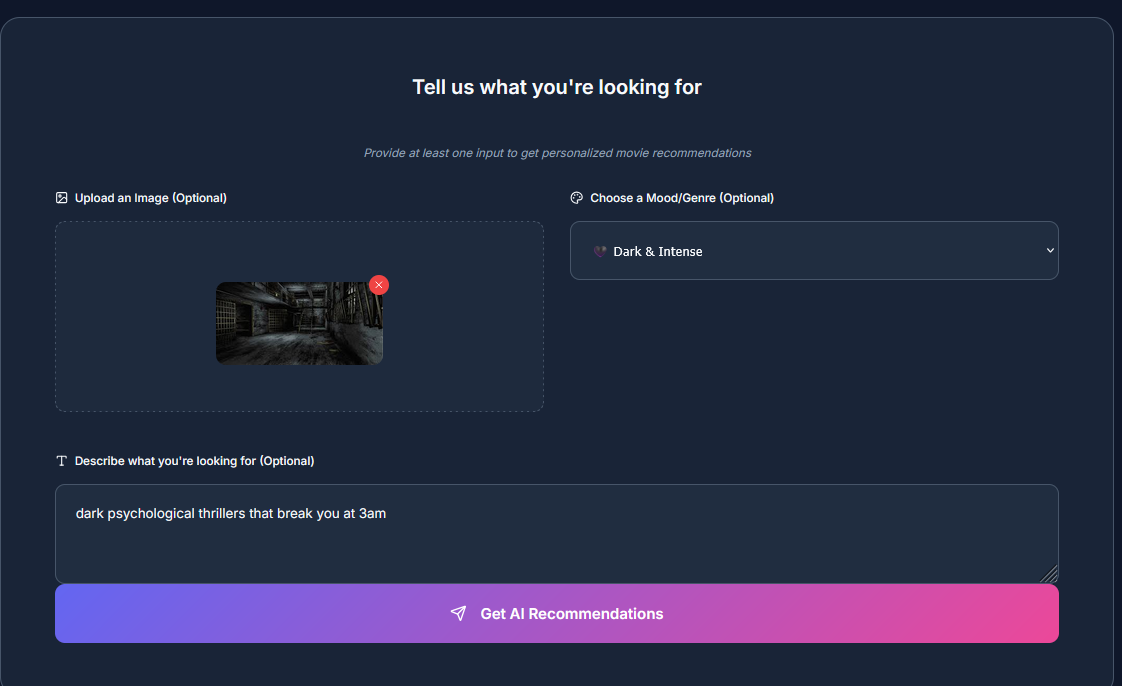 Tell us what you're looking for
Provide at least one input to get personalized movie recommendations
Upload an Image (Optional)
Choose a Mood/Genre (Optional)
🖤 Dark & Intense
Describe what you're looking for (Optional)
dark psychological thrillers that break you at 3am
Get AI Recommendations